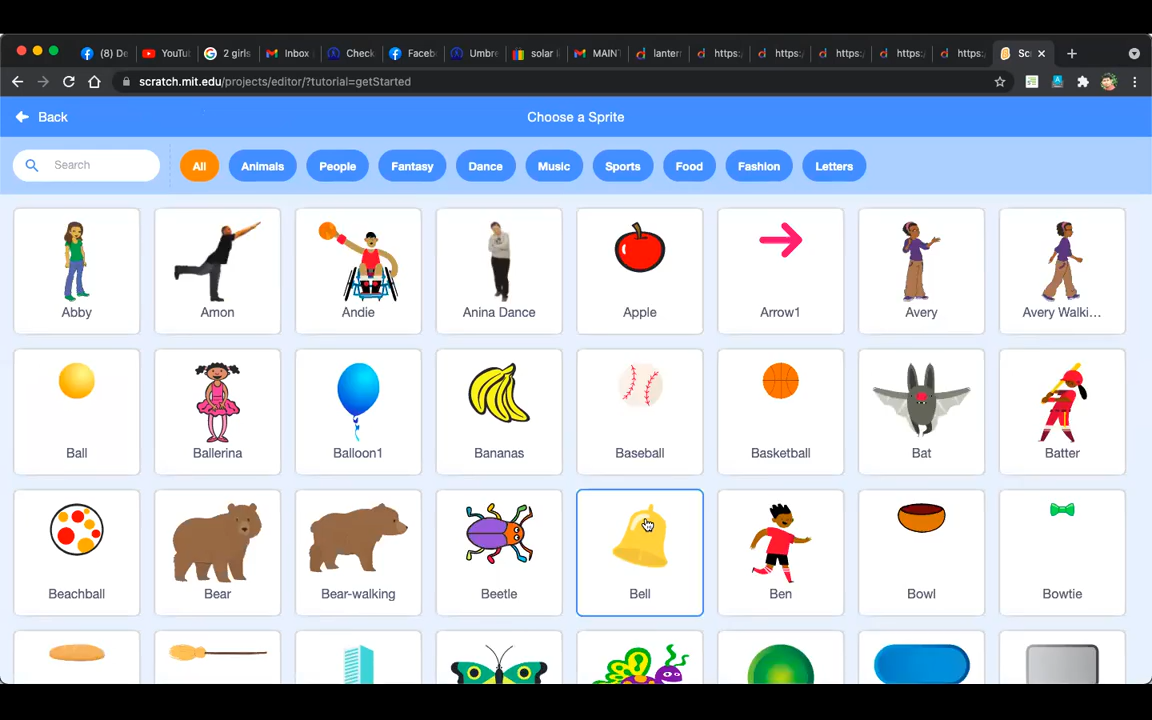 (8) De YouTu 2 girls Inbox Check Faceb Umbre solar MAIN lantern https: https: https: https: https: Sc
scratch.mit.edu/projects/editor/?tutorial=getStarted
Back Choose a Sprite
Search All Animals People Fantasy Dance Music Sports Food Fashion Letters
Abby Amon Andie Anina Dance Apple Arrow1 Avery Avery Walki...
Ball Ballerina Balloon1 Bananas Baseball Basketball Bat Batter
Beachball Bear Bear-walking Beetle Bell Ben Bowl Bowtie